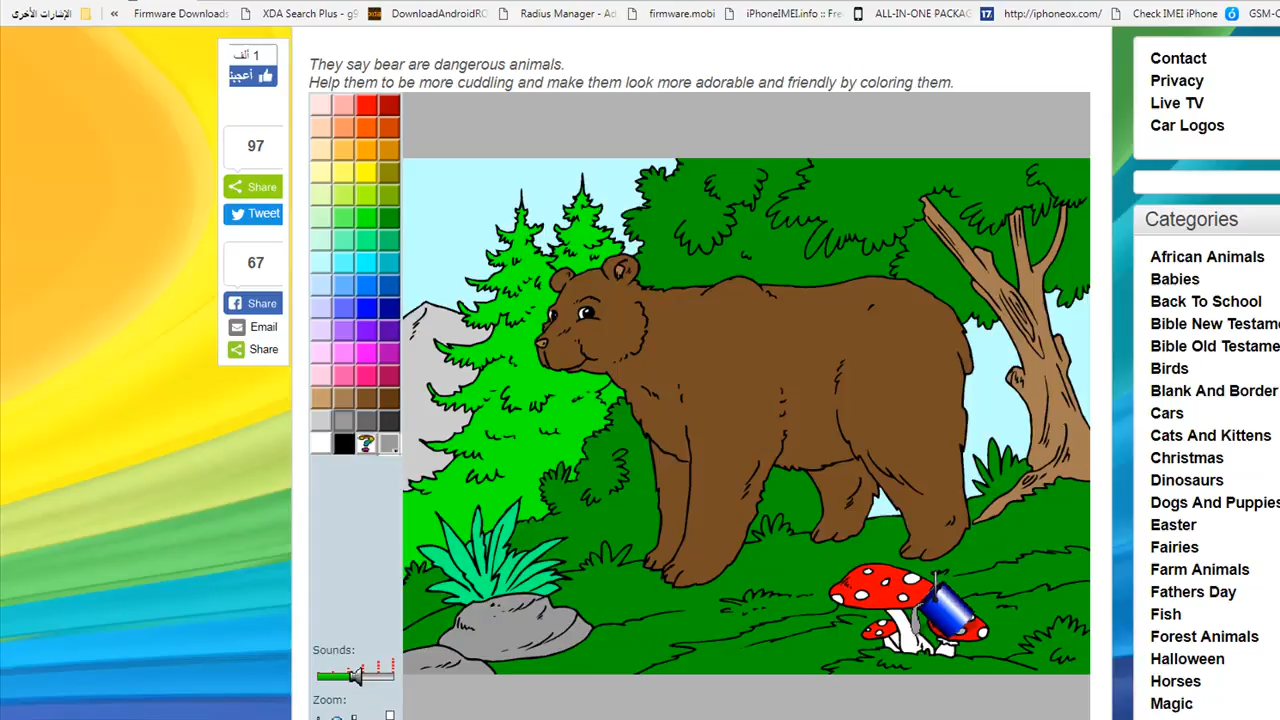 الإشارات الأخرى
«
Firmware Downloads
XDA Search Plus - g9
DownloadAndroidRO
Radius Manager - Ad
firmware.mobi
iPhoneIMEI.info :: Fre
ALL-IN-ONE PACKAG
17
http://iphoneox.com/
Check IMEI iPhone
GSM-
1 ألف
أعجبني
97
Share
Tweet
67
Share
Email
Share
They say bear are dangerous animals.
Help them to be more cuddling and make them look more adorable and friendly by coloring them.
?
Sounds:
Zoom:
Contact
Privacy
Live TV
Car Logos
Categories
African Animals
Babies
Back To School
Bible New Testame
Bible Old Testame
Birds
Blank And Border
Cars
Cats And Kittens
Christmas
Dinosaurs
Dogs And Puppies
Easter
Fairies
Farm Animals
Fathers Day
Fish
Forest Animals
Halloween
Horses
Magic